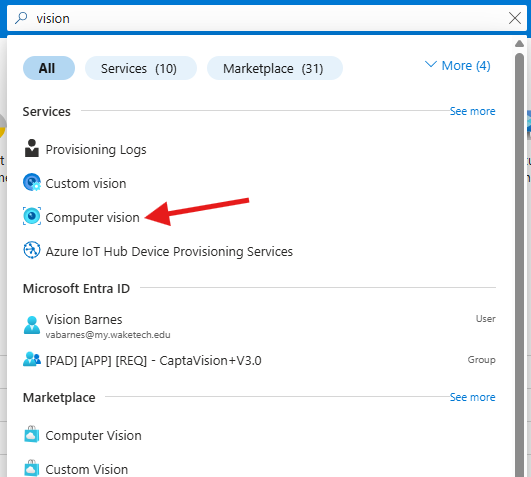 vision
All
Services (10)
Marketplace (31)
More (4)
Services
See more
Provisioning Logs
Custom vision
Computer vision
Azure IoT Hub Device Provisioning Services
Microsoft Entra ID
Vision Barnes
User
vabarnes@my.waketech.edu
[PAD] [APP] [REQ] - CaptaVision+V3.0
Group
Marketplace
See more
Computer Vision
Custom Vision